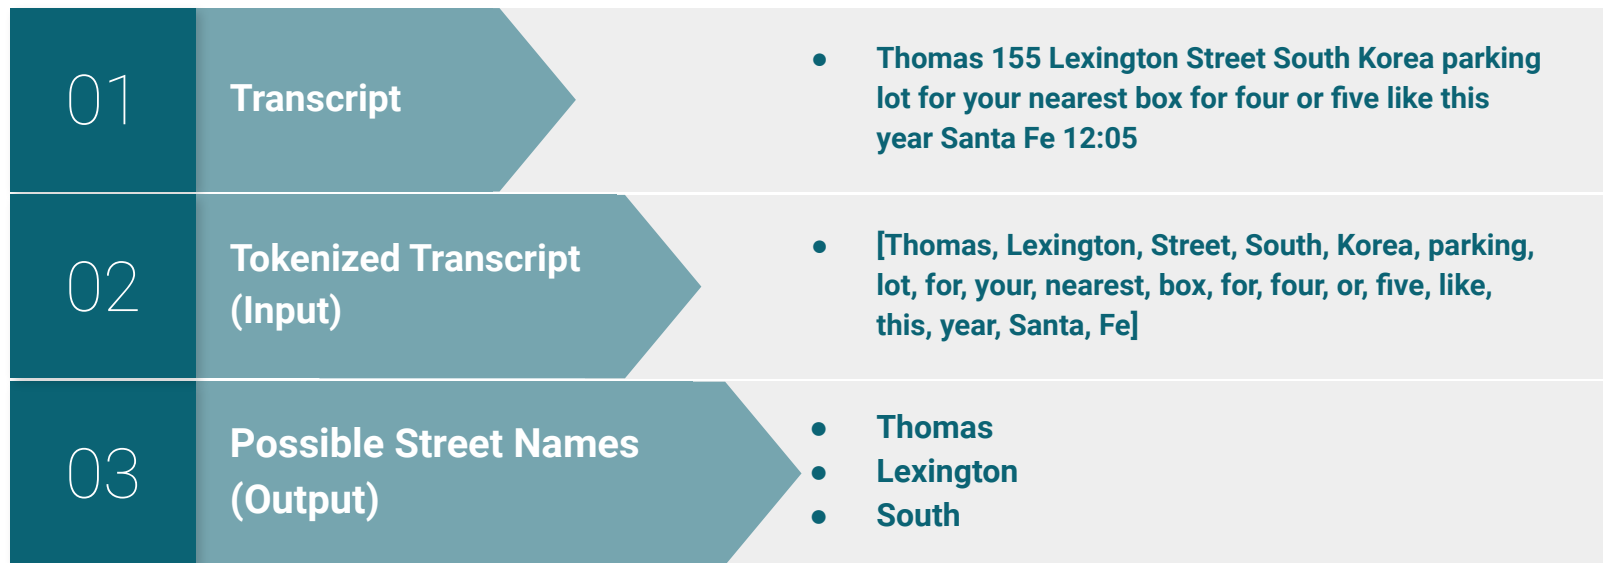 01
Transcript
● Thomas 155 Lexington Street South Korea parking
lot for your nearest box for four or five like this
year Santa Fe 12:05
02
Tokenized Transcript
(Input)
● [Thomas, Lexington, Street, South, Korea, parking,
lot, for, your, nearest, box, for, four, or, five, like,
this, year, Santa, Fe]
03
Possible Street Names
(Output)
● Thomas
● Lexington
● South